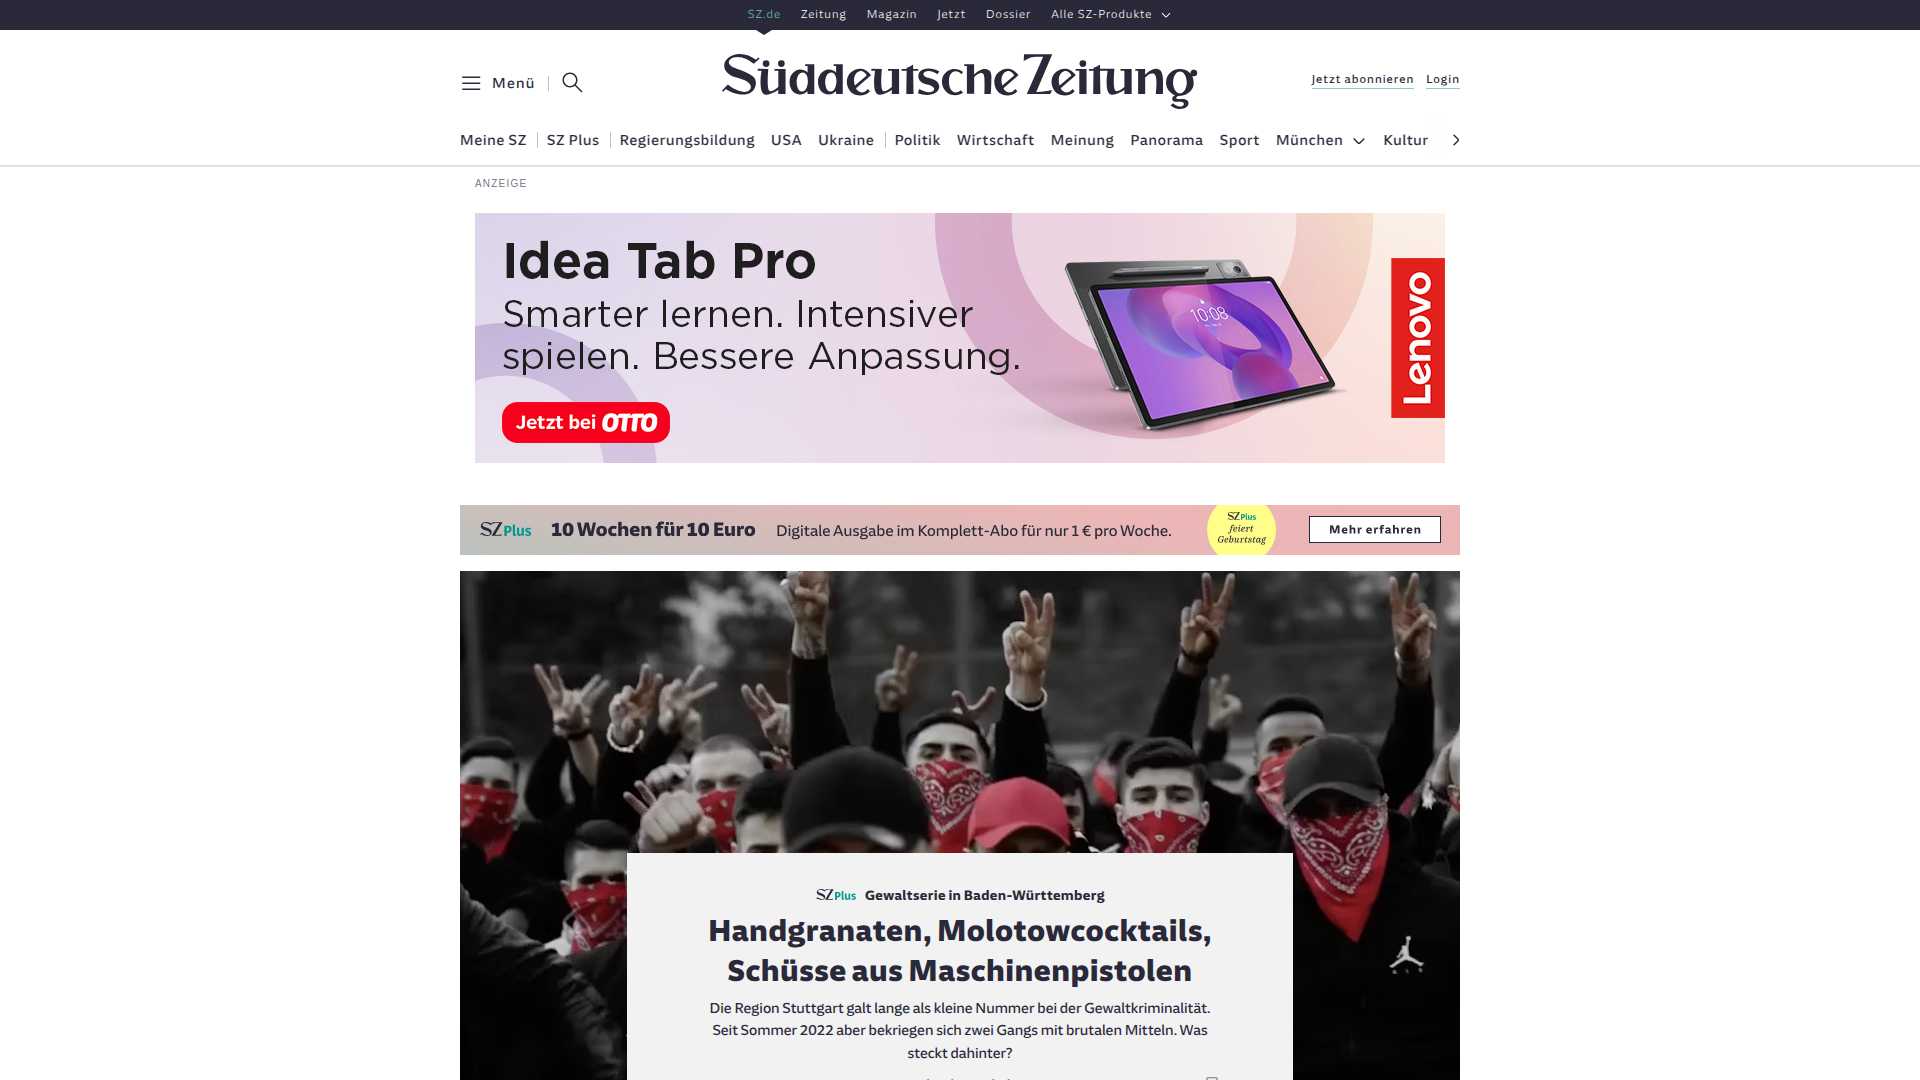 SZ.de Zeitung Magazin Jetzt Dossier Alle SZ-Produkte
Menü
Süddeutsche Zeitung
Jetzt abonnieren Login
Meine SZ SZ Plus Regierungsbildung USA Ukraine Politik Wirtschaft Meinung Panorama Sport München Kultur
ANZEIGE
Idea Tab Pro
Smarter lernen. Intensiver
spielen. Bessere Anpassung.
Jetzt bei OTTO
10:08
Lenovo
SZ Plus 10 Wochen für 10 Euro Digitale Ausgabe im Komplett-Abo für nur 1 € pro Woche.
SZ Plus
feiert
Geburtstag
Mehr erfahren
SZ Plus Gewaltserie in Baden-Württemberg
Handgranaten, Molotowcocktails,
Schüsse aus Maschinenpistolen
Die Region Stuttgart galt lange als kleine Nummer bei der Gewaltkriminalität.
Seit Sommer 2022 aber bekriegen sich zwei Gangs mit brutalen Mitteln. Was
steckt dahinter?